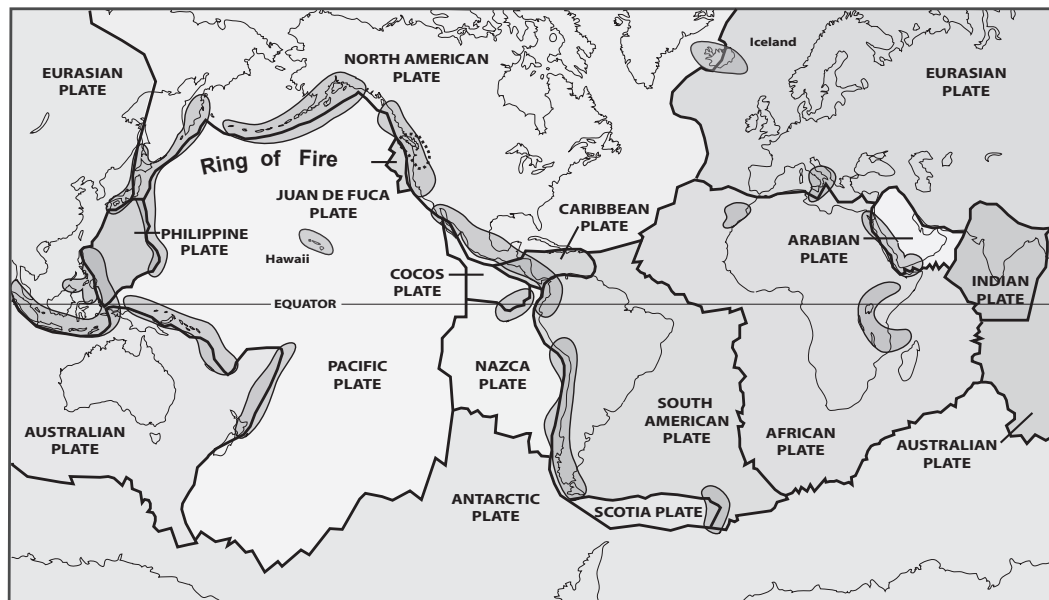 EURASIAN
PLATE
NORTH AMERICAN
PLATE
Iceland
EURASIAN
PLATE
Ring of Fire
JUAN DE FUCA
PLATE
PHILIPPINE
PLATE
Hawaii
CARIBBEAN
PLATE
ARABIAN
PLATE
COCOS
PLATE
INDIAN
PLATE
EQUATOR
PACIFIC
PLATE
NAZCA
PLATE
SOUTH
AMERICAN
PLATE
AUSTRALIAN
PLATE
AFRICAN
PLATE
AUSTRALIAN
PLATE
ANTARCTIC
PLATE
SCOTIA PLATE